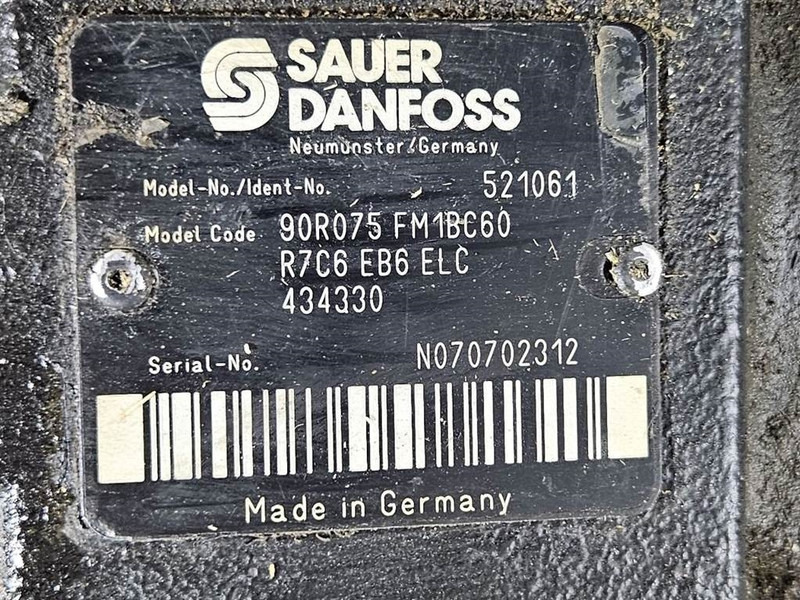 SAUER
DANFOSS
Neumünster/Germany
Model-No./Ident-No. 521061
Model Code 90R075 FM1BC60
R7C6 EB6 ELC
434330
Serial-No. N070702312
Made in Germany